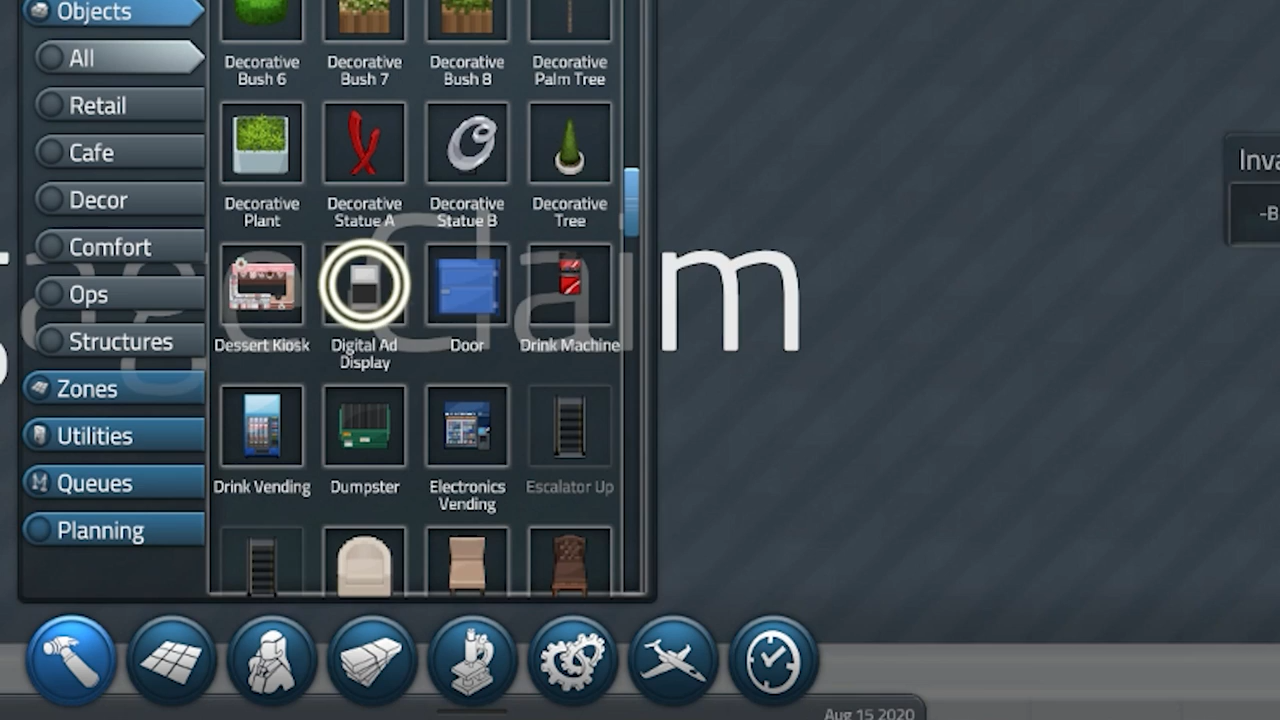 Objects
All
Retail
Cafe
Decor
Comfort
Ops
Structures
Zones
Utilities
Queues
Planning
Decorative Bush 6
Decorative Bush 7
Decorative Bush 8
Decorative Palm Tree
Decorative Plant
Decorative Statue A
Decorative Statue B
Decorative Tree
Dessert Kiosk
Digital Ad Display
Door
Drink Machine
Drink Vending
Dumpster
Electronics Vending
Escalator Up
Claim
Aug 15 2020